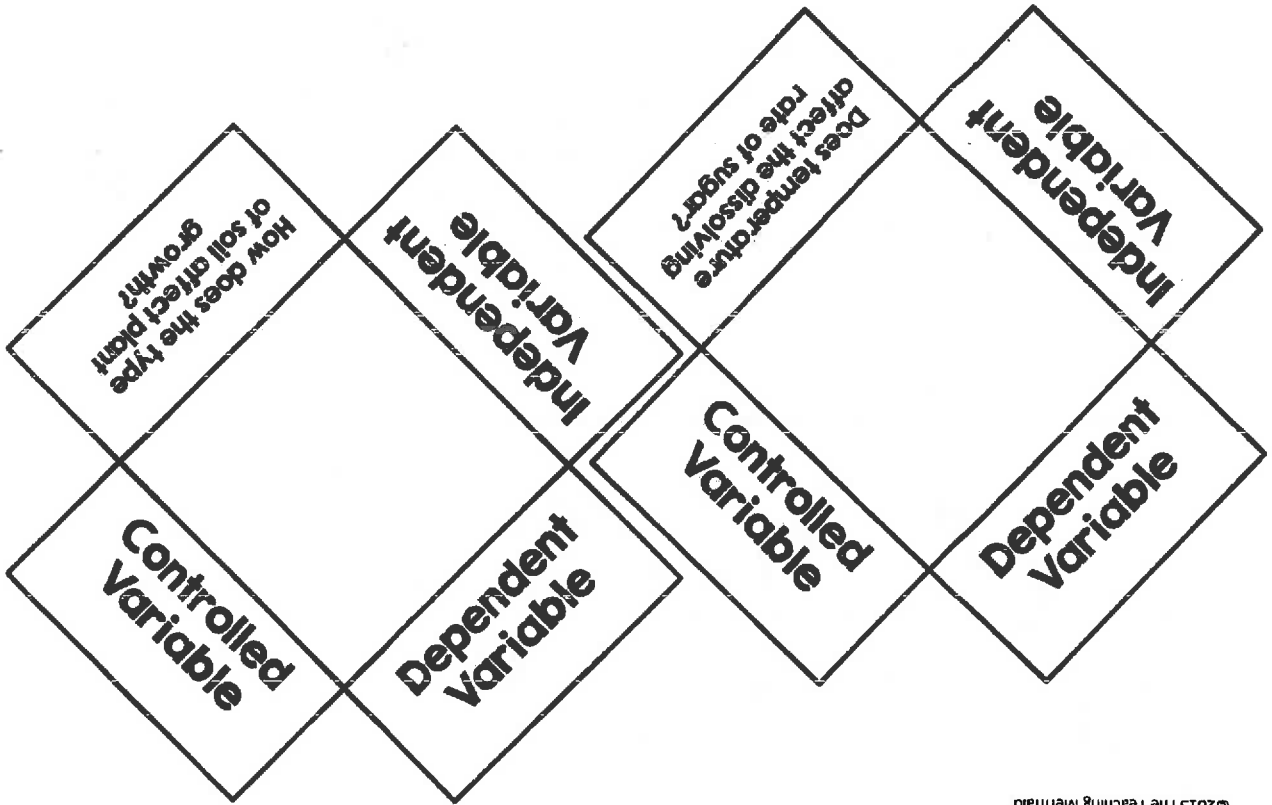 How does the type
of soil affect plant
growth?
Independent
Variable
Controlled
Variable
Dependent
Variable
Does temperature
affect the dissolving
rate of sugar?
Independent
Variable
Controlled
Variable
Dependent
Variable
©2015 The Teaching Mermaid